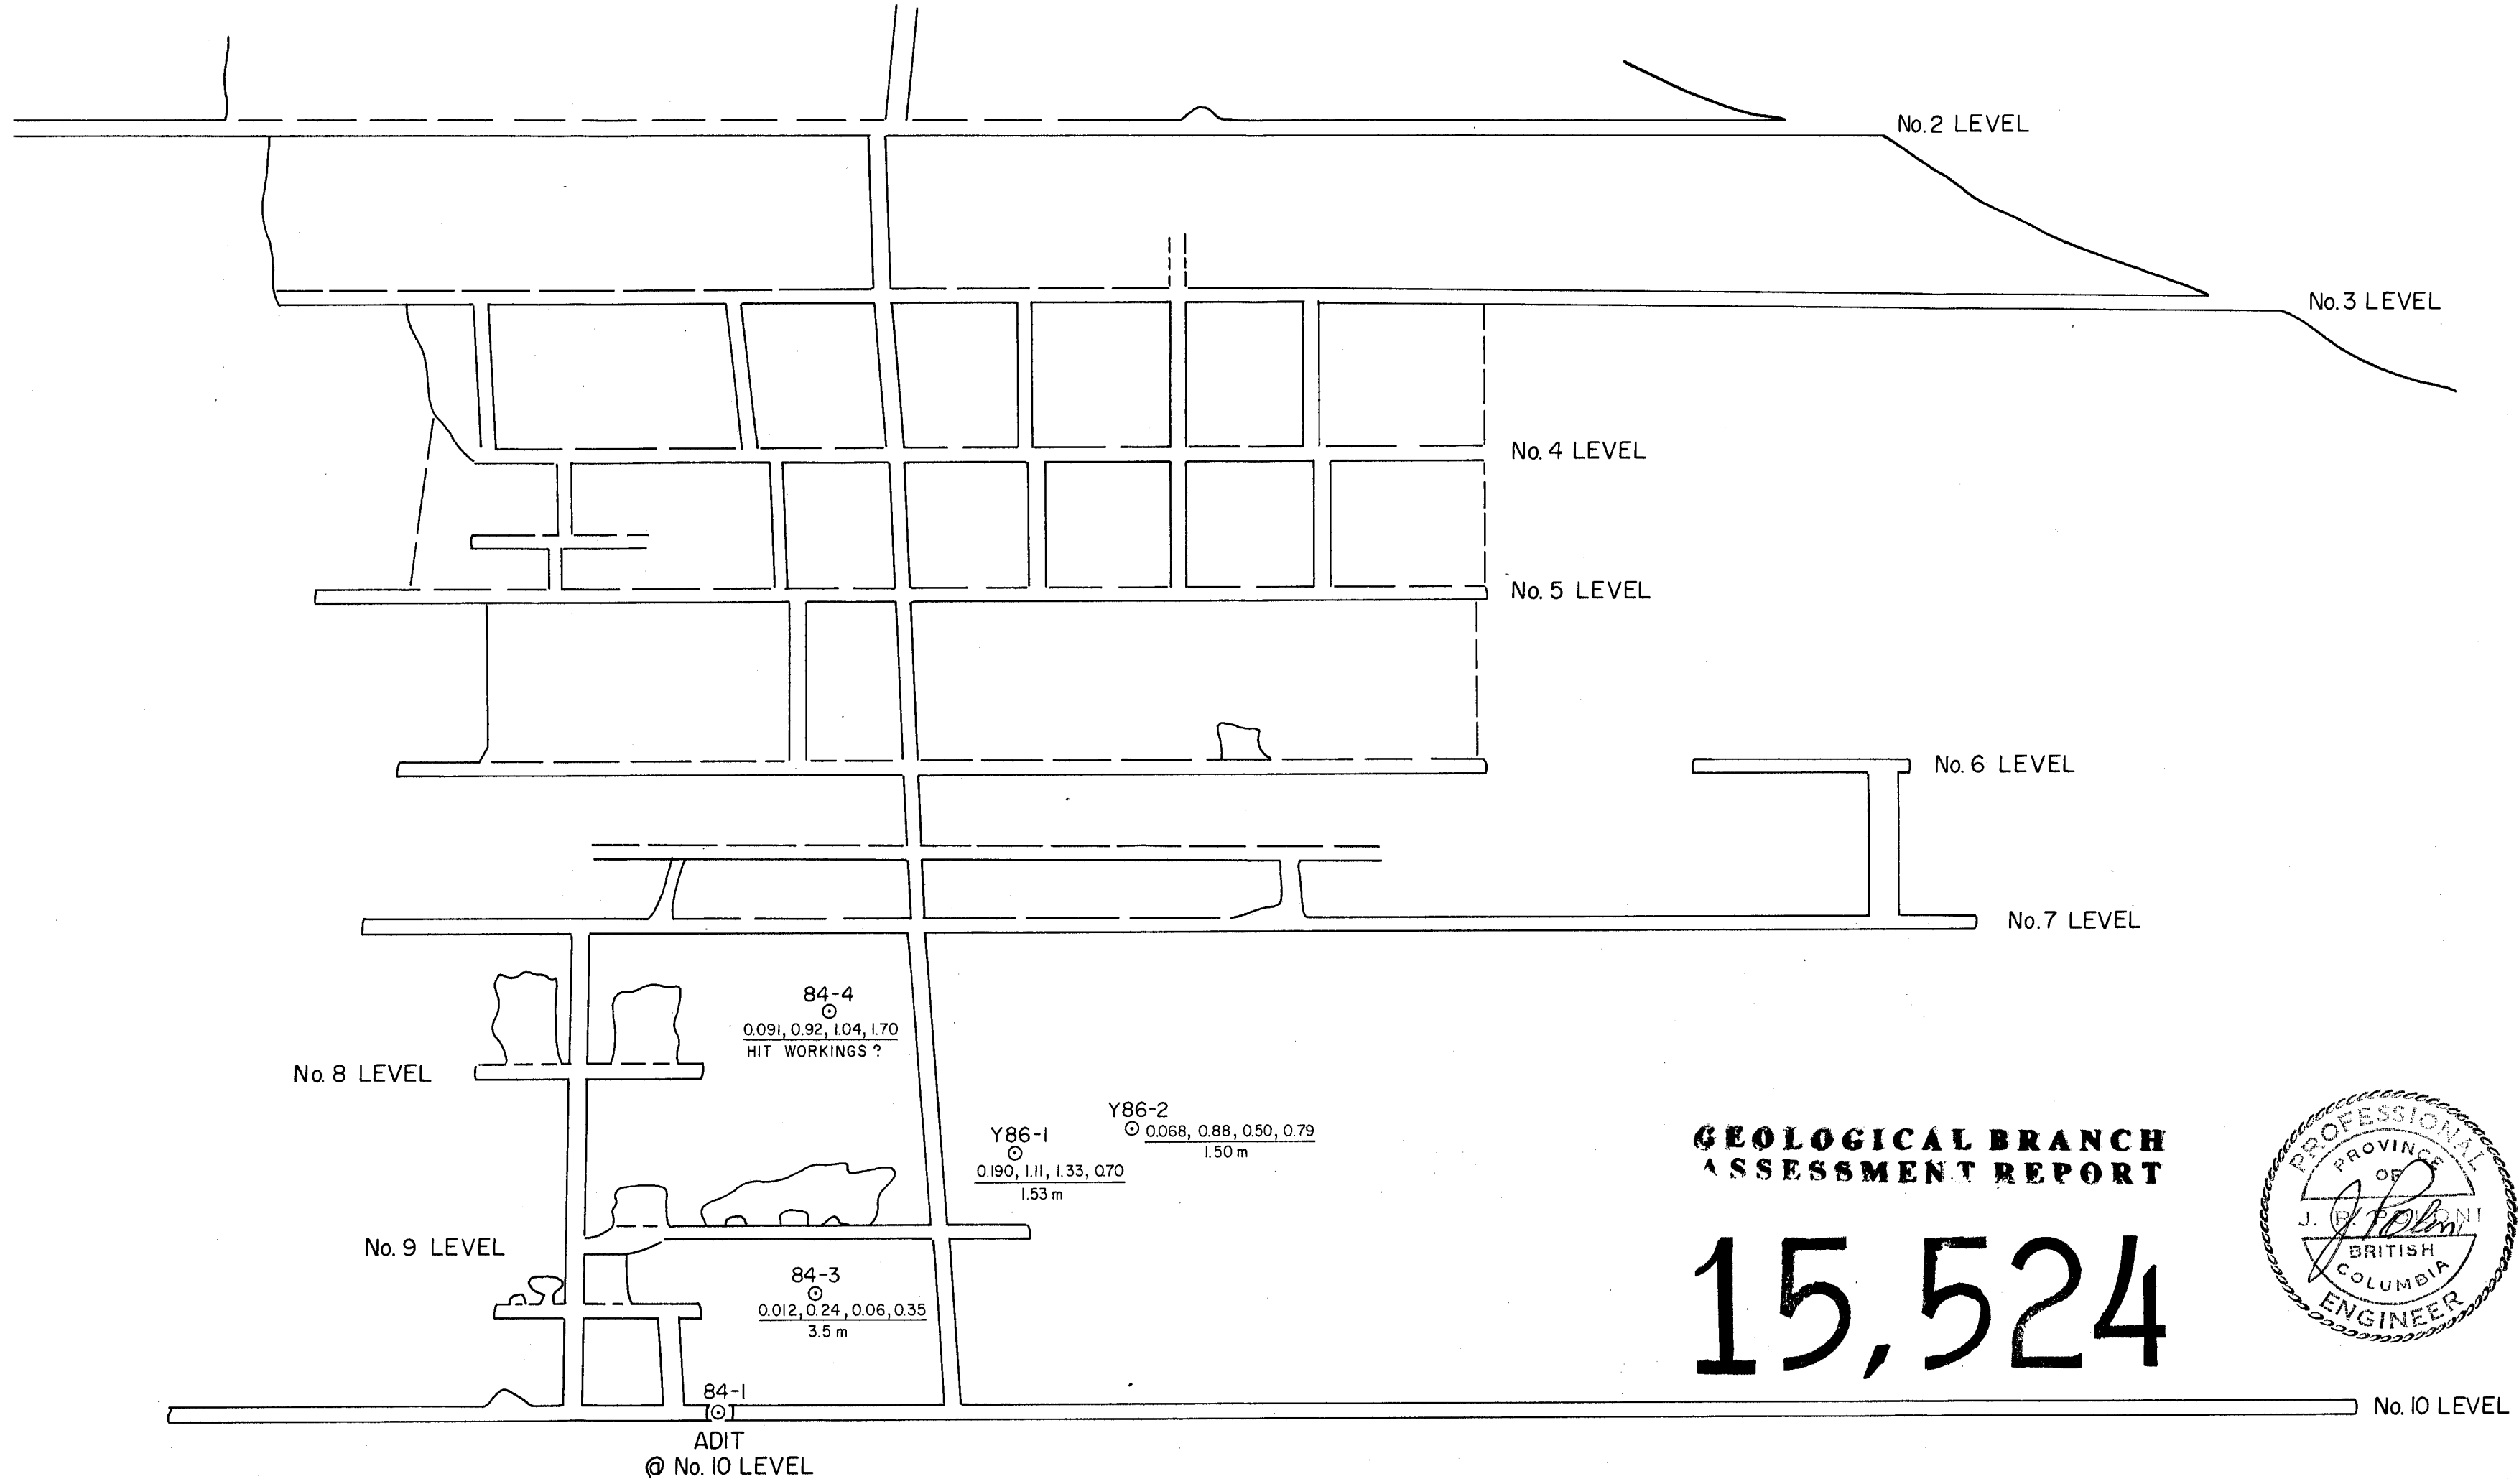 No. 2 LEVEL
No. 3 LEVEL
No. 4 LEVEL
No. 5 LEVEL
No. 6 LEVEL
No. 7 LEVEL
84-4
0.091, 0.92, 1.04, 1.70
HIT WORKINGS ?
No. 8 LEVEL
Y86-2
0.068, 0.88, 0.50, 0.79
1.50 m
Y86-1
0.190, 1.11, 1.33, 0.70
1.53 m
No. 9 LEVEL
84-3
0.012, 0.24, 0.06, 0.35
3.5 m
84-1
ADIT
@ No. 10 LEVEL
No. 10 LEVEL
GEOLOGICAL BRANCH
ASSESSMENT REPORT
15,524
PROFESSIONAL
PROVINCE
OF
J. R. POLONI
BRITISH
COLUMBIA
ENGINEER